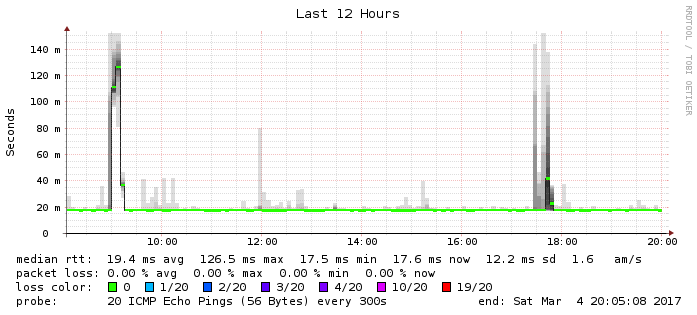 Last 12 Hours
RRDTOOL / TOBI OETIKER
Seconds
140 m
120 m
100 m
80 m
60 m
40 m
20 m
0
10:00 12:00 14:00 16:00 18:00 20:00
median rtt: 19.4 ms avg 126.5 ms max 17.5 ms min 17.6 ms now 12.2 ms sd 1.6 am/s
packet loss: 0.00 % avg 0.00 % max 0.00 % min 0.00 % now
loss color: 0 1/20 2/20 3/20 4/20 10/20 19/20
probe: 20 ICMP Echo Pings (56 Bytes) every 300s end: Sat Mar 4 20:05:08 2017